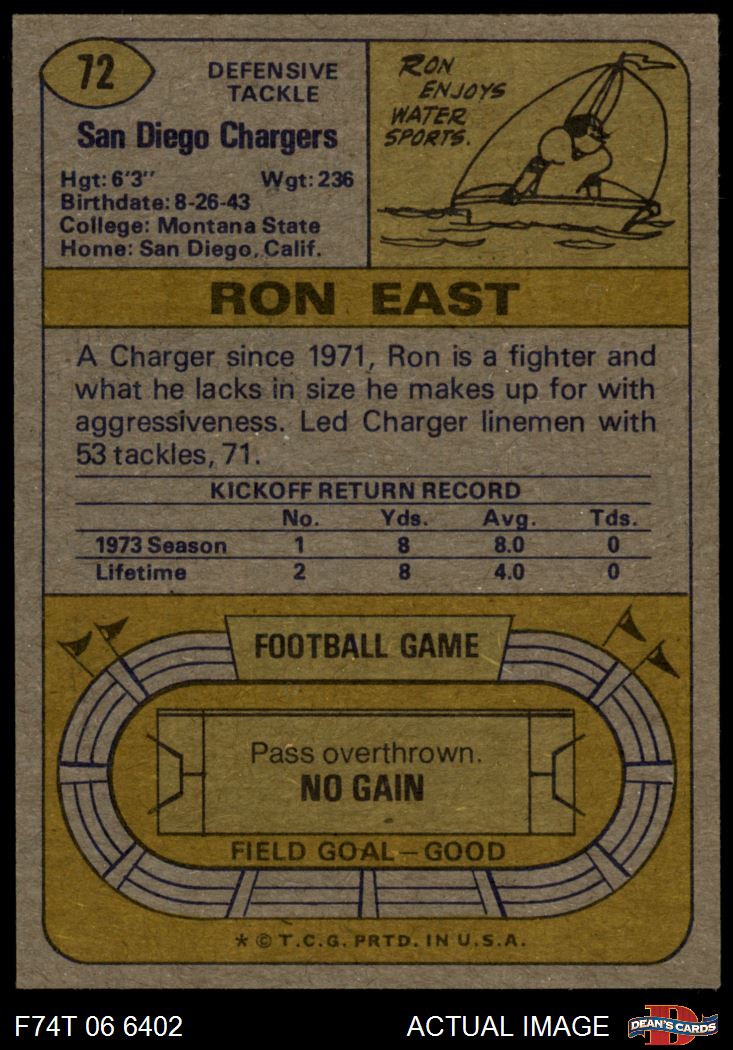 72
DEFENSIVE
TACKLE
San Diego Chargers
Hgt: 6'3" Wgt: 236
Birthdate: 8-26-43
College: Montana State
Home: San Diego, Calif.
RON
ENJOYS
WATER
SPORTS.
RON EAST
A Charger since 1971, Ron is a fighter and
what he lacks in size he makes up for with
aggressiveness. Led Charger linemen with
53 tackles, 71.
KICKOFF RETURN RECORD
No. Yds. Avg. Tds.
1973 Season 1 8 8.0 0
Lifetime 2 8 4.0 0
FOOTBALL GAME
Pass overthrown.
NO GAIN
FIELD GOAL – GOOD
* © T.C.G. PRTD. IN U.S.A.
F74T 06 6402 ACTUAL IMAGE D DEAN'S CARDS